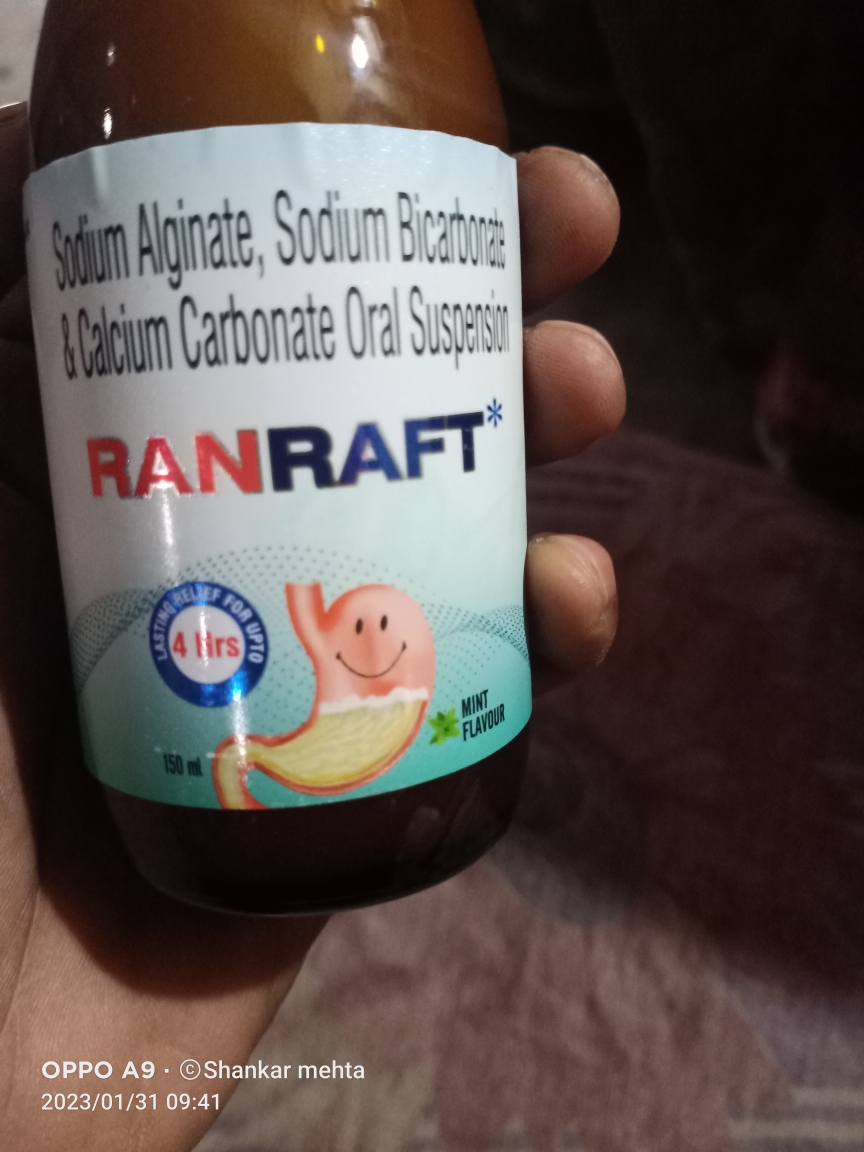 Sodium Alginate, Sodium Bicarbonate
& Calcium Carbonate Oral Suspension
RANRAFT*
LASTING RELIEF FOR UPTO
4 Hrs
MINT
FLAVOUR
150 ml
OPPO A9 · ©Shankar mehta
2023/01/31 09:41